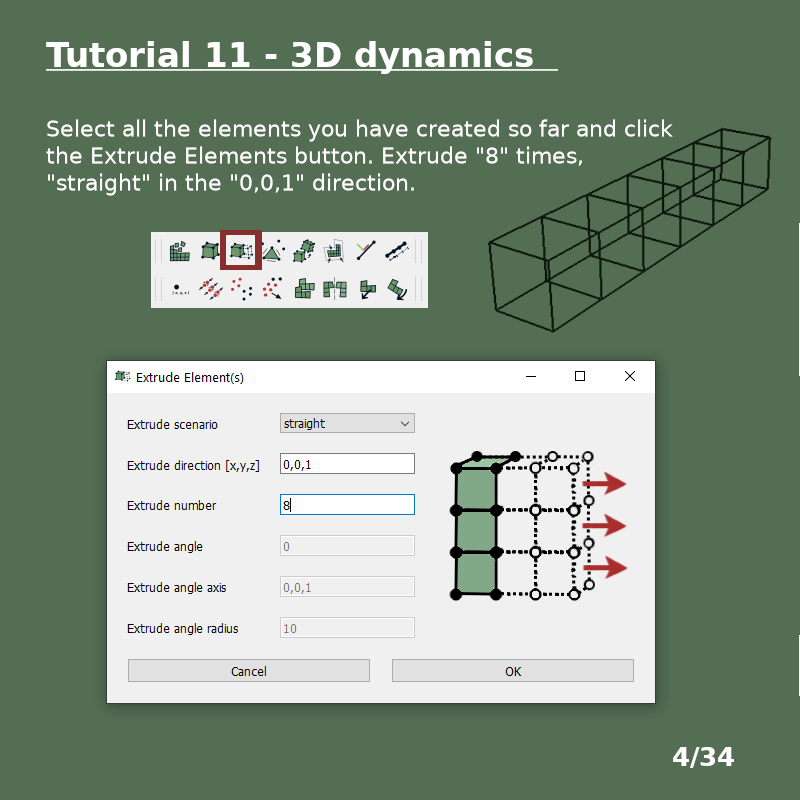 Tutorial 11 - 3D dynamics
Select all the elements you have created so far and click
the Extrude Elements button. Extrude "8" times,
"straight" in the "0,0,1" direction.
Extrude Element(s)
Extrude scenario
straight
Extrude direction [x,y,z]
0,0,1
Extrude number
8
Extrude angle
0
Extrude angle axis
0,0,1
Extrude angle radius
10
Cancel
OK
4/34